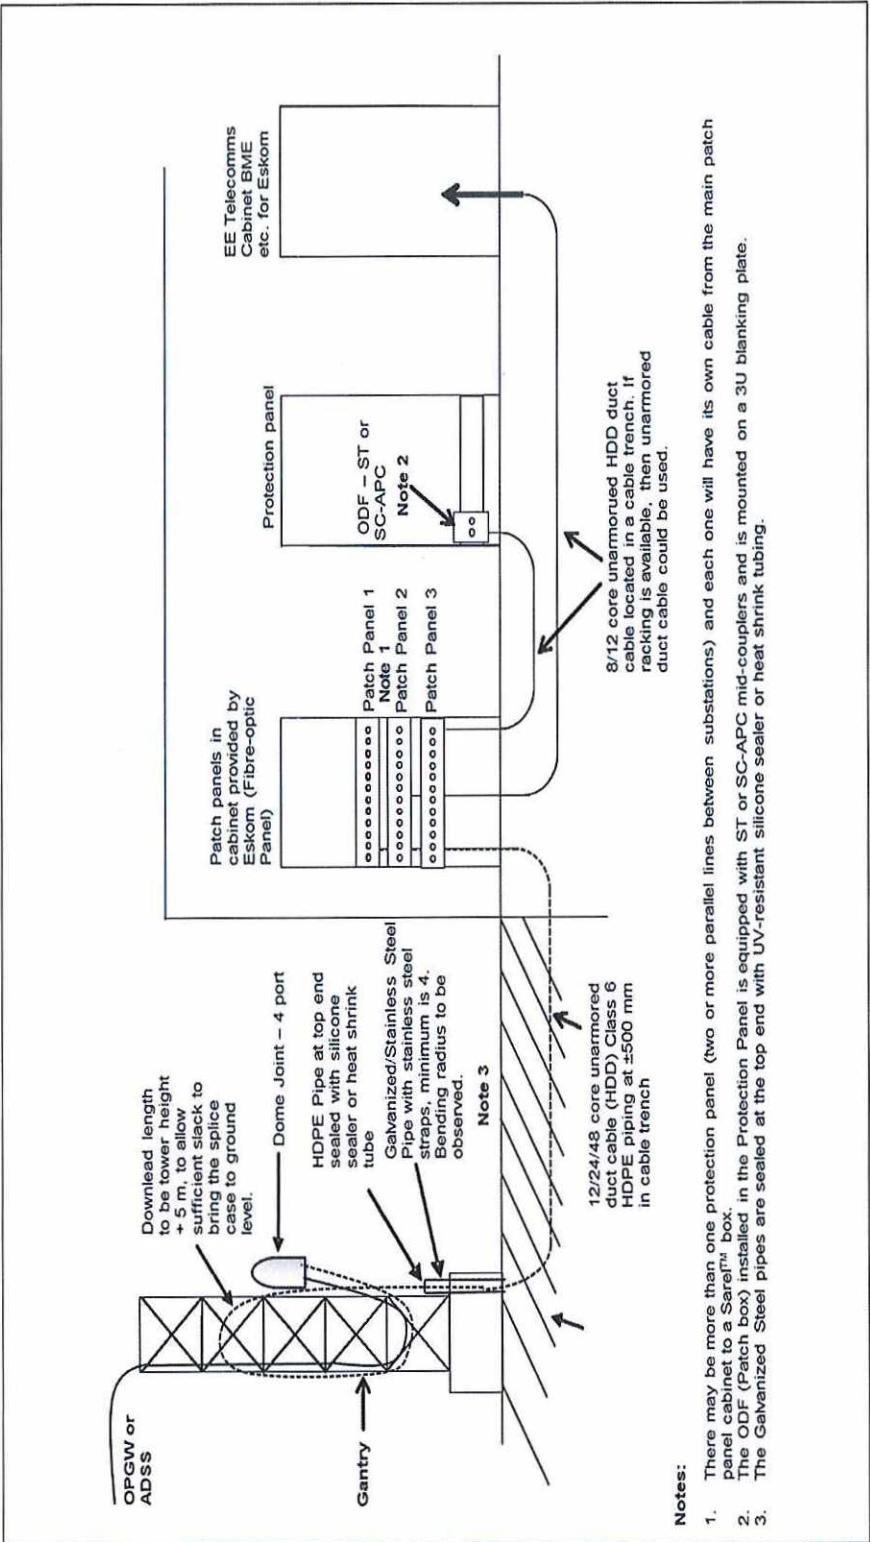 OPGW or
ADSS
Gantry
Downlead length
to be tower height
+ 5 m, to allow
sufficient slack to
bring the splice
case to ground
level.
Dome Joint – 4 port
HDPE Pipe at top end
sealed with silicone
sealer or heat shrink
tube
Galvanized/Stainless Steel
Pipe with stainless steel
straps, minimum is 4.
Bending radius to be
observed.
Note 3
12/24/48 core unarmored
duct cable (HDD) Class 6
HDPE piping at ±500 mm
in cable trench
Patch panels in
cabinet provided by
Eskom (Fibre-optic
Panel)
Patch Panel 1
Note 1
Patch Panel 2
Patch Panel 3
Protection panel
ODF – ST or
SC-APC
Note 2
8/12 core unarmorued HDD duct
cable located in a cable trench. If
racking is available, then unarmored
duct cable could be used.
EE Telecomms
Cabinet BME
etc. for Eskom
Notes:
1. There may be more than one protection panel (two or more parallel lines between substations) and each one will have its own cable from the main patch
panel cabinet to a Sarel™ box.
2. The ODF (Patch box) installed in the Protection Panel is equipped with ST or SC-APC mid-couplers and is mounted on a 3U blanking plate.
3. The Galvanized Steel pipes are sealed at the top end with UV-resistant silicone sealer or heat shrink tubing.